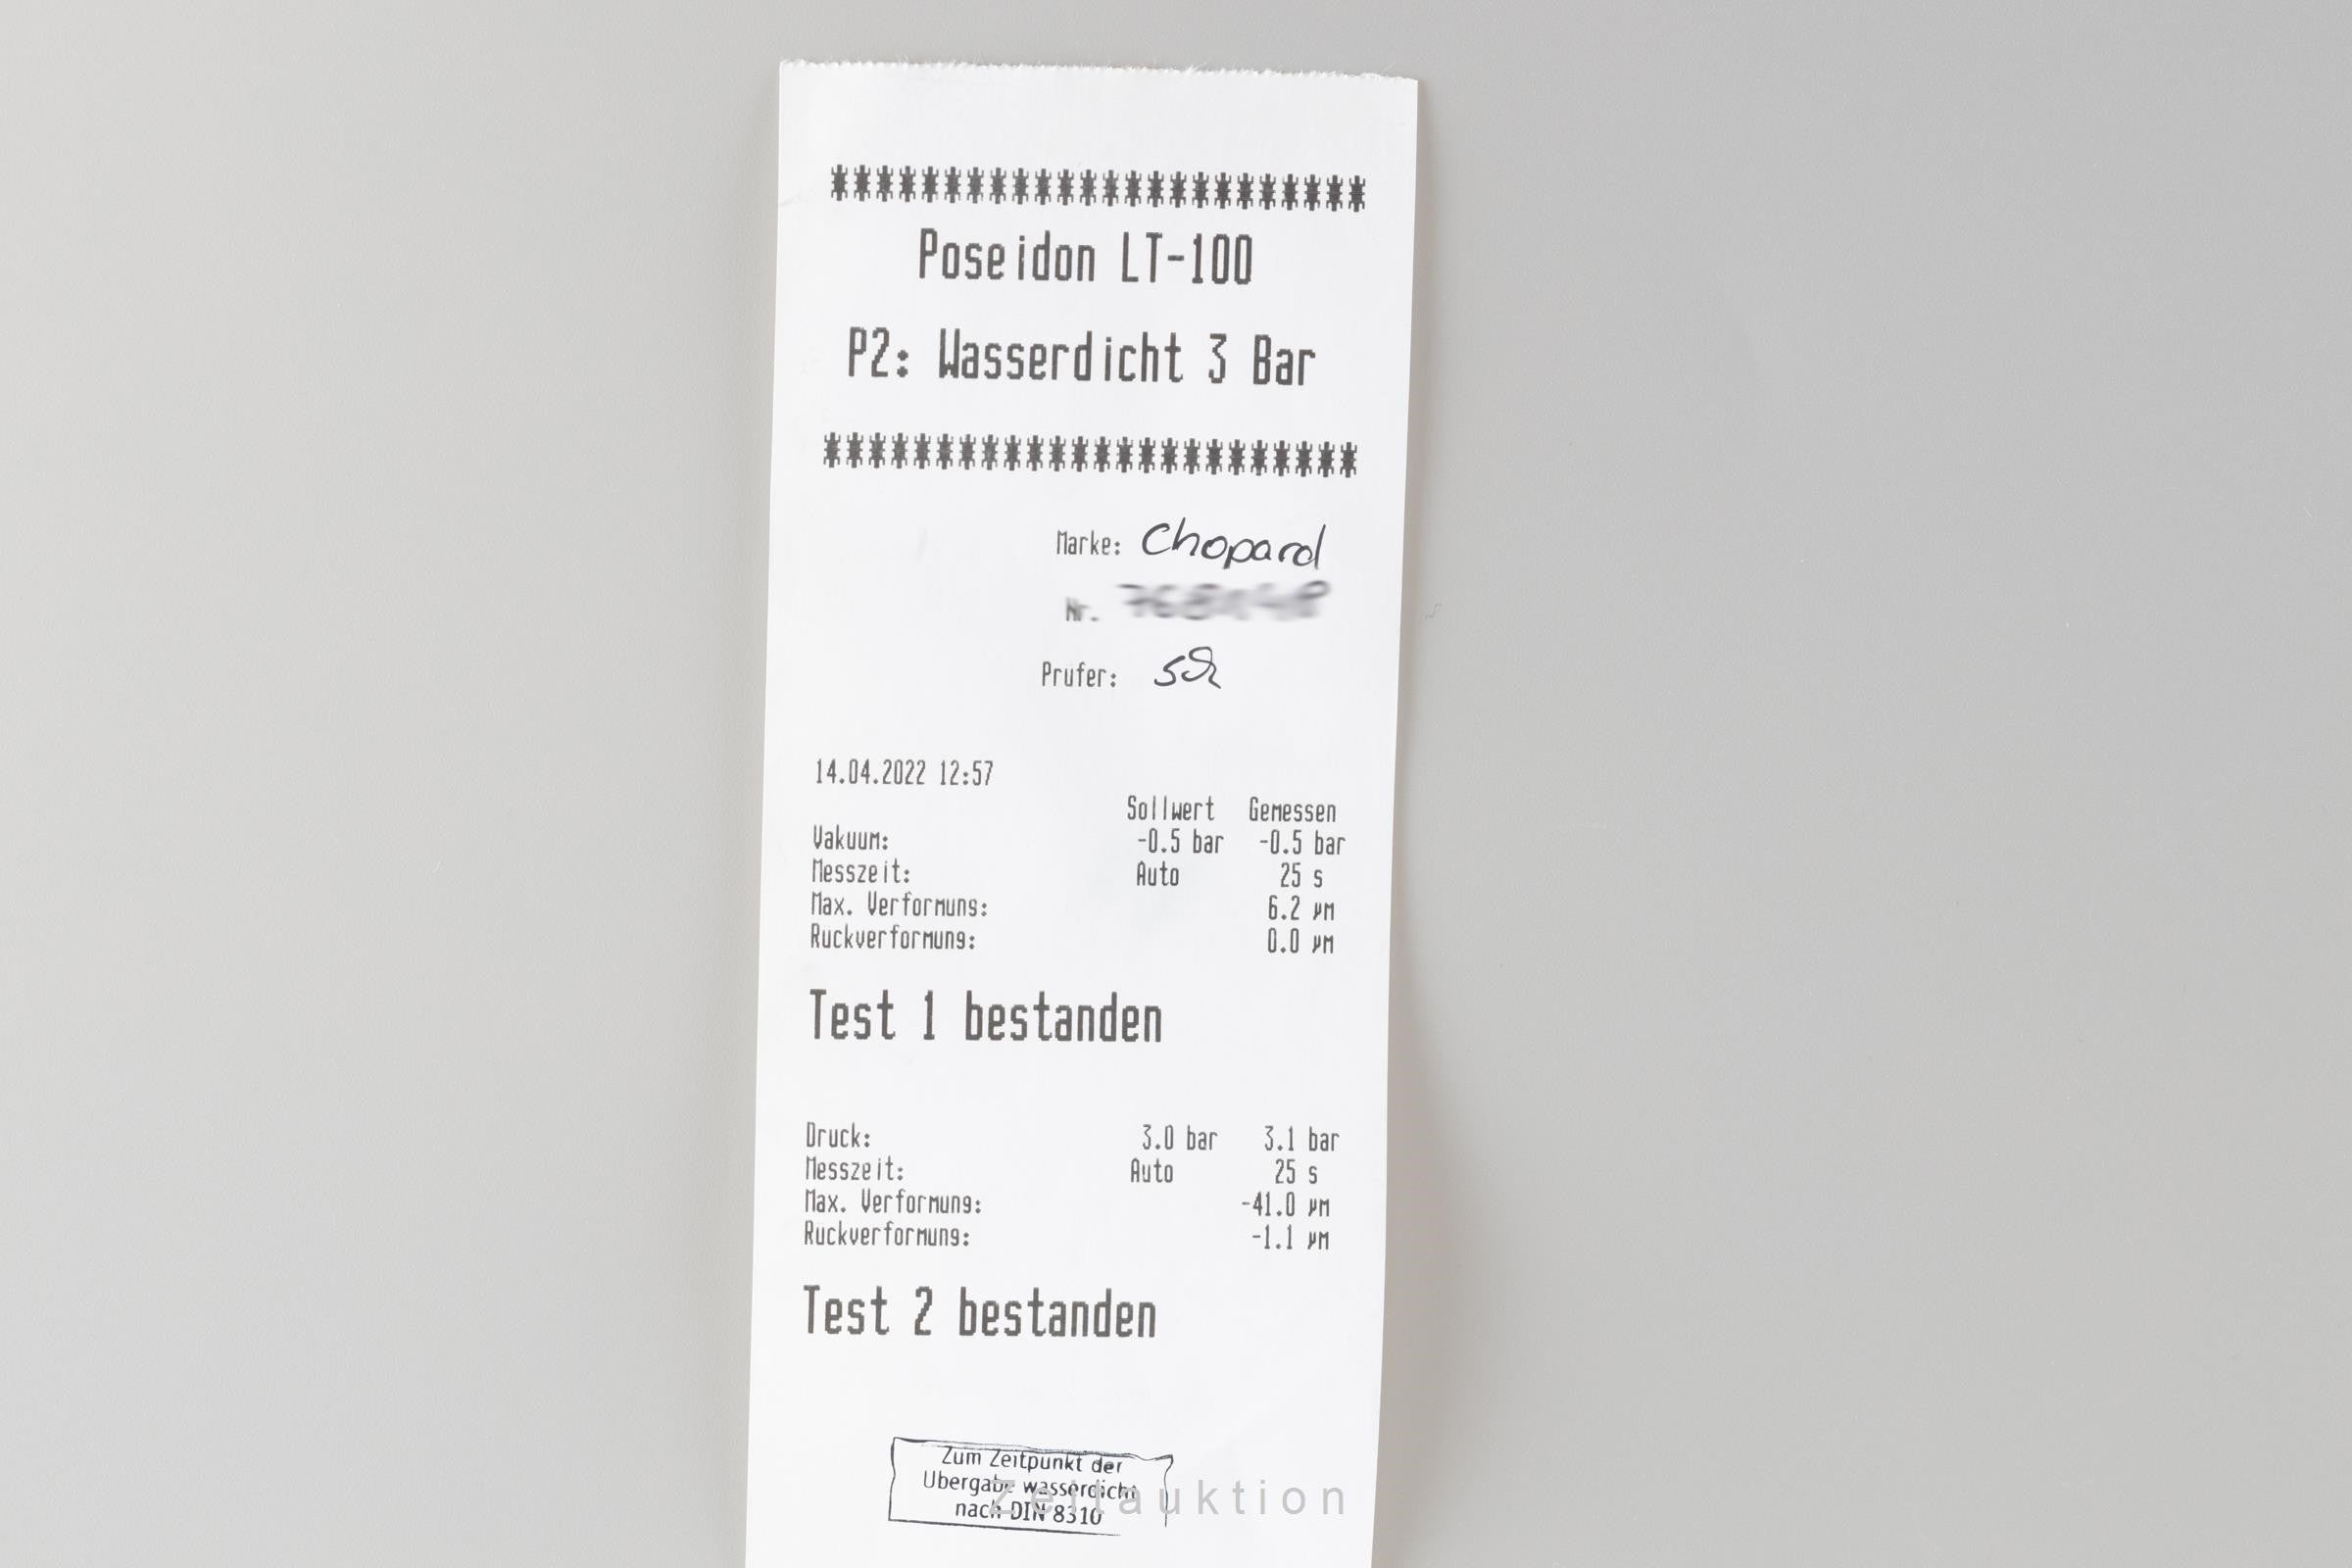 ***********************
Poseidon LT-100
P2: Wasserdicht 3 Bar
***********************
Marke: Chopard
Nr.
Prufer:
14.04.2022 12:57
Sollwert Gemessen
Vakuum: -0.5 bar -0.5 bar
Messzeit: Auto 25 s
Max. Verformung: 6.2 µm
Ruckverformung: 0.0 µm
Test 1 bestanden
Druck: 3.0 bar 3.1 bar
Messzeit: Auto 25 s
Max. Verformung: -41.0 µm
Ruckverformung: -1.1 µm
Test 2 bestanden
Zum Zeitpunkt der
Übergabe wasserdicht
nach DIN 8310
Zeitauktion